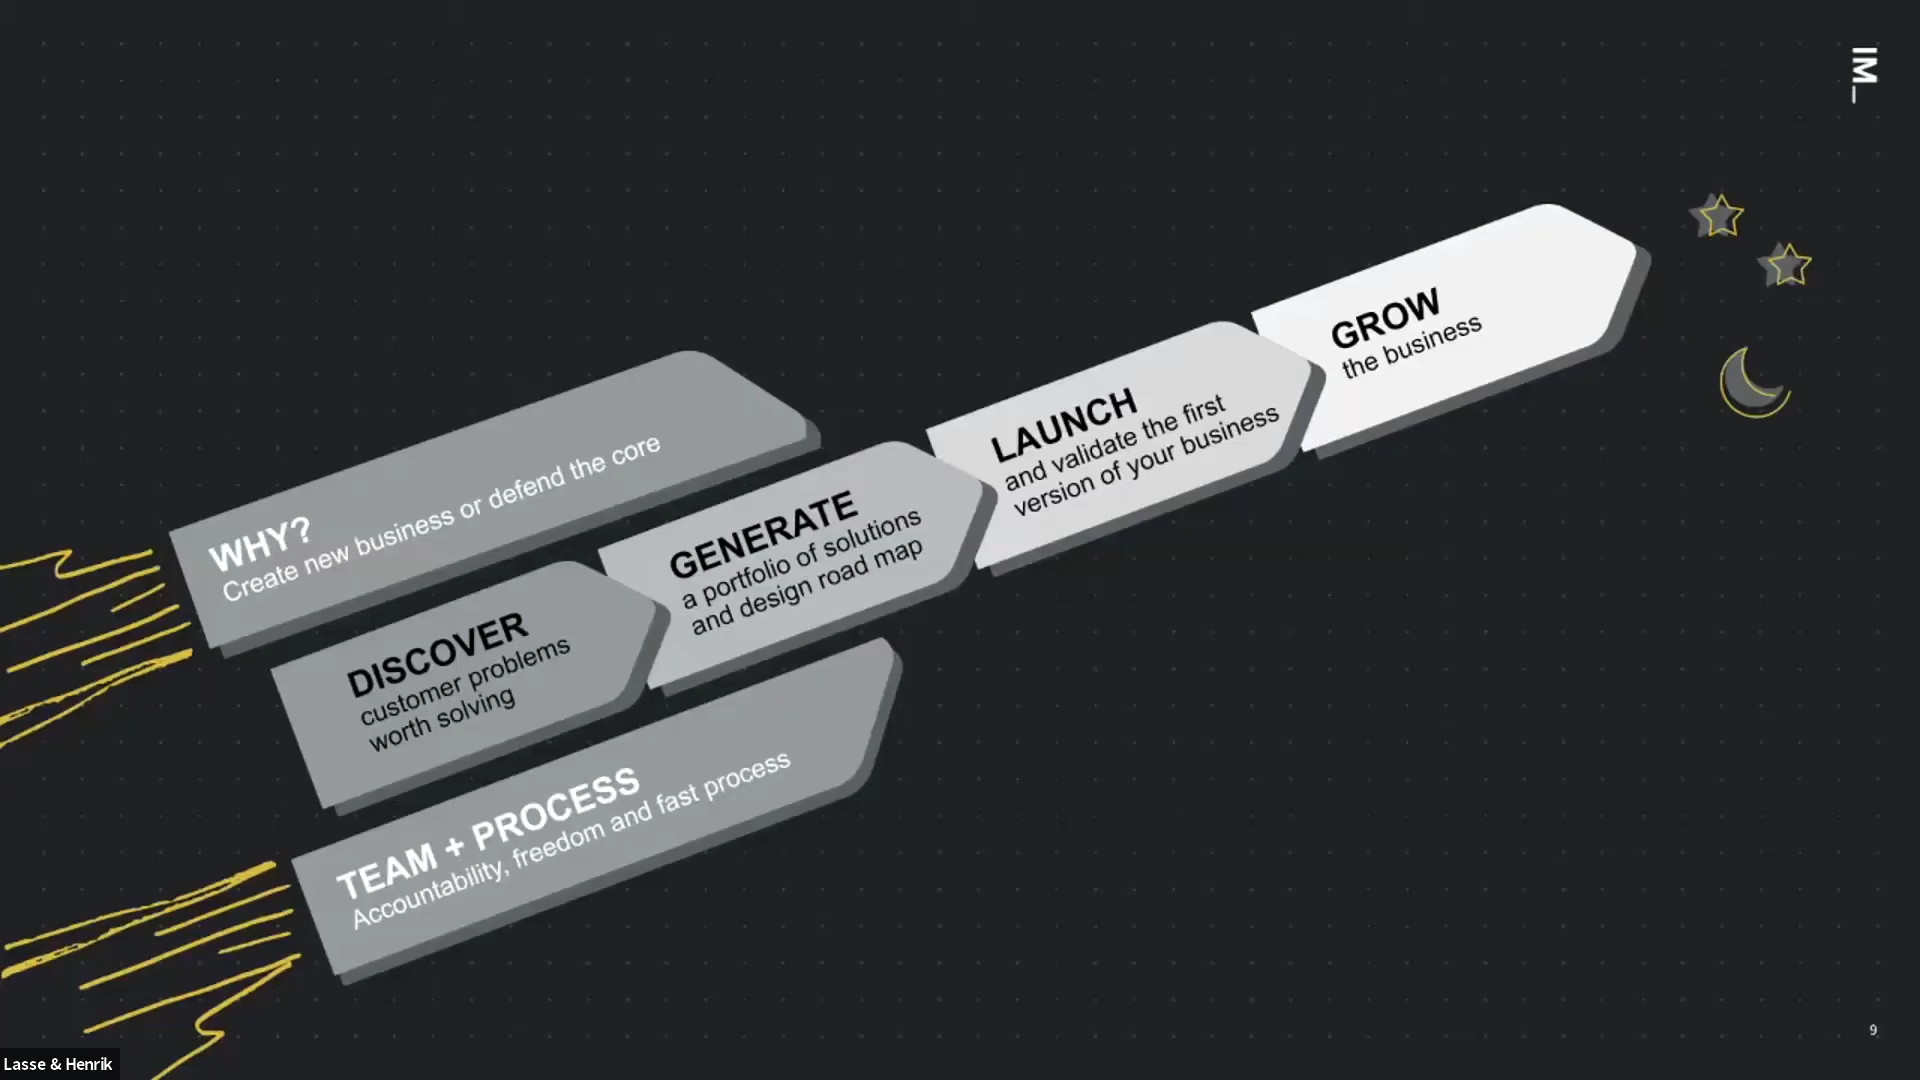 IM_
WHY?
Create new business or defend the core
DISCOVER
customer problems
worth solving
GENERATE
a portfolio of solutions
and design road map
LAUNCH
and validate the first
version of your business
GROW
the business
TEAM + PROCESS
Accountability, freedom and fast process
9
Lasse & Henrik